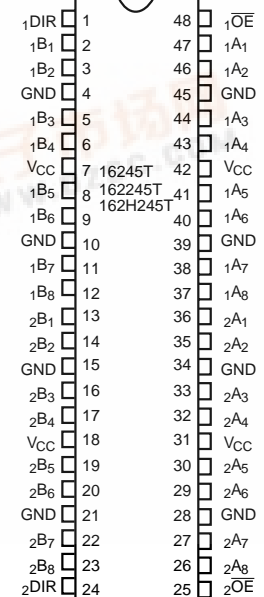 1DIR 1 48 1OE
1B1 2 47 1A1
1B2 3 46 1A2
GND 4 45 GND
1B3 5 44 1A3
1B4 6 43 1A4
VCC 7 16245T 42 VCC
1B5 8 162245T 41 1A5
1B6 9 162H245T 40 1A6
GND 10 39 GND
1B7 11 38 1A7
1B8 12 37 1A8
2B1 13 36 2A1
2B2 14 35 2A2
GND 15 34 GND
2B3 16 33 2A3
2B4 17 32 2A4
VCC 18 31 VCC
2B5 19 30 2A5
2B6 20 29 2A6
GND 21 28 GND
2B7 22 27 2A7
2B8 23 26 2A8
2DIR 24 25 2OE